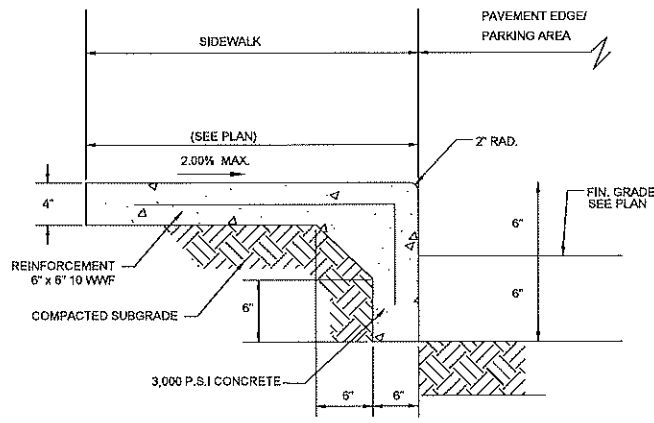 PAVEMENT EDGE/
PARKING AREA
SIDEWALK
(SEE PLAN)
2.00% MAX.
2" RAD.
4"
FIN. GRADE
SEE PLAN
6"
REINFORCEMENT
6" x 6" 10 WWF
6"
6"
COMPACTED SUBGRADE
3,000 P.S.I CONCRETE
6"
6"